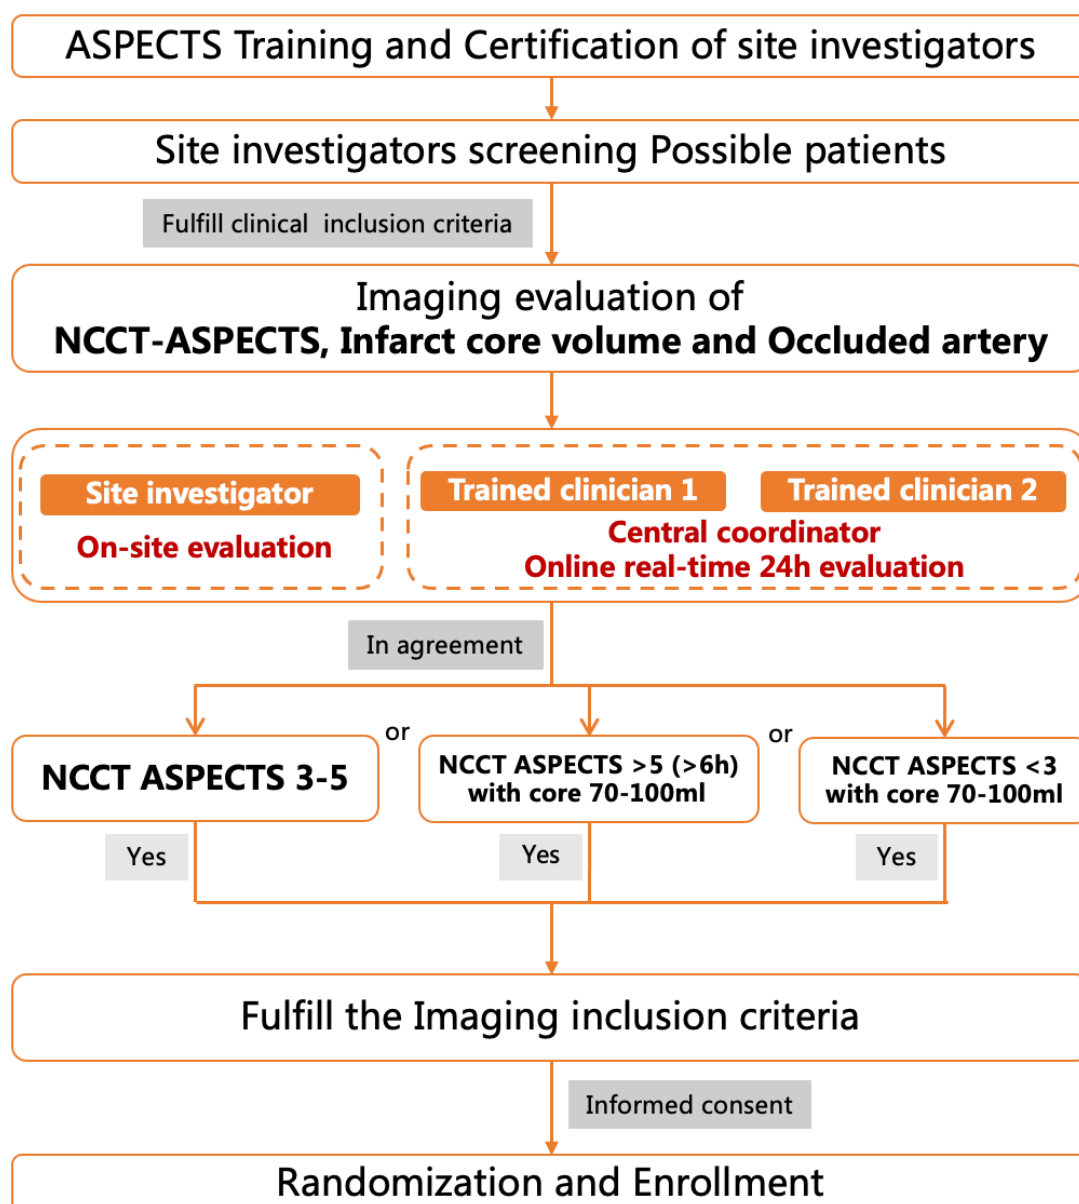 ASPECTS Training and Certification of site investigators
Site investigators screening Possible patients
Fulfill clinical inclusion criteria
Imaging evaluation of
NCCT-ASPECTS, Infarct core volume and Occluded artery
Site investigator
On-site evaluation
Trained clinician 1
Trained clinician 2
Central coordinator
Online real-time 24h evaluation
In agreement
NCCT ASPECTS 3-5
or
NCCT ASPECTS >5 (>6h)
with core 70-100ml
or
NCCT ASPECTS <3
with core 70-100ml
Yes
Yes
Yes
Fulfill the Imaging inclusion criteria
Informed consent
Randomization and Enrollment